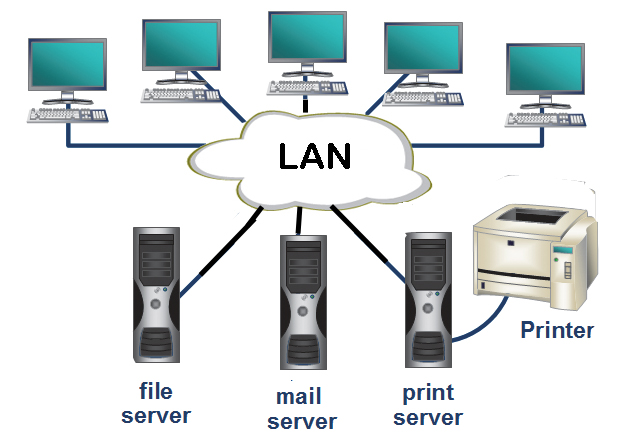 LAN
Printer
file
server
mail
server
print
server